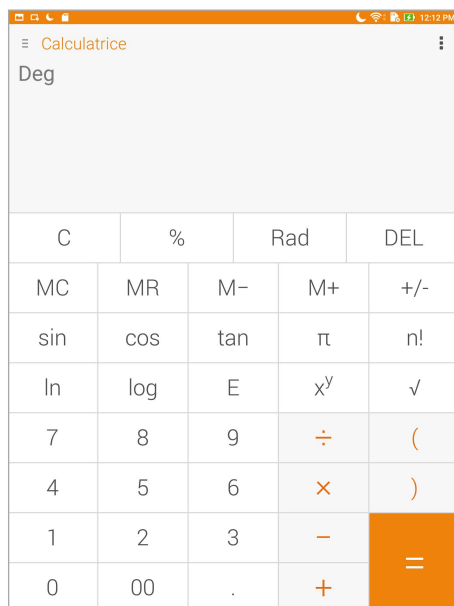 12:12 PM
Calculatrice
Deg
C % Rad DEL
MC MR M− M+ +/-
sin cos tan π n!
ln log E xʸ √
7 8 9 ÷ (
4 5 6 × )
1 2 3 −
=
0 00 . +